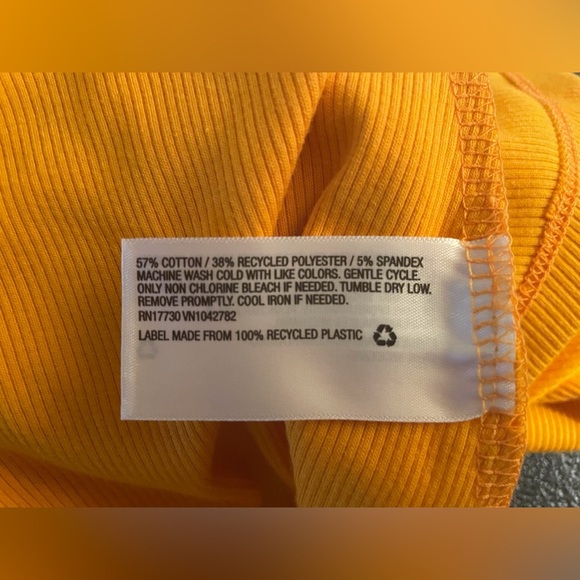 57% COTTON / 38% RECYCLED POLYESTER / 5% SPANDEX
MACHINE WASH COLD WITH LIKE COLORS. GENTLE CYCLE.
ONLY NON CHLORINE BLEACH IF NEEDED. TUMBLE DRY LOW.
REMOVE PROMPTLY. COOL IRON IF NEEDED.
RN17730 VN1042782
LABEL MADE FROM 100% RECYCLED PLASTIC